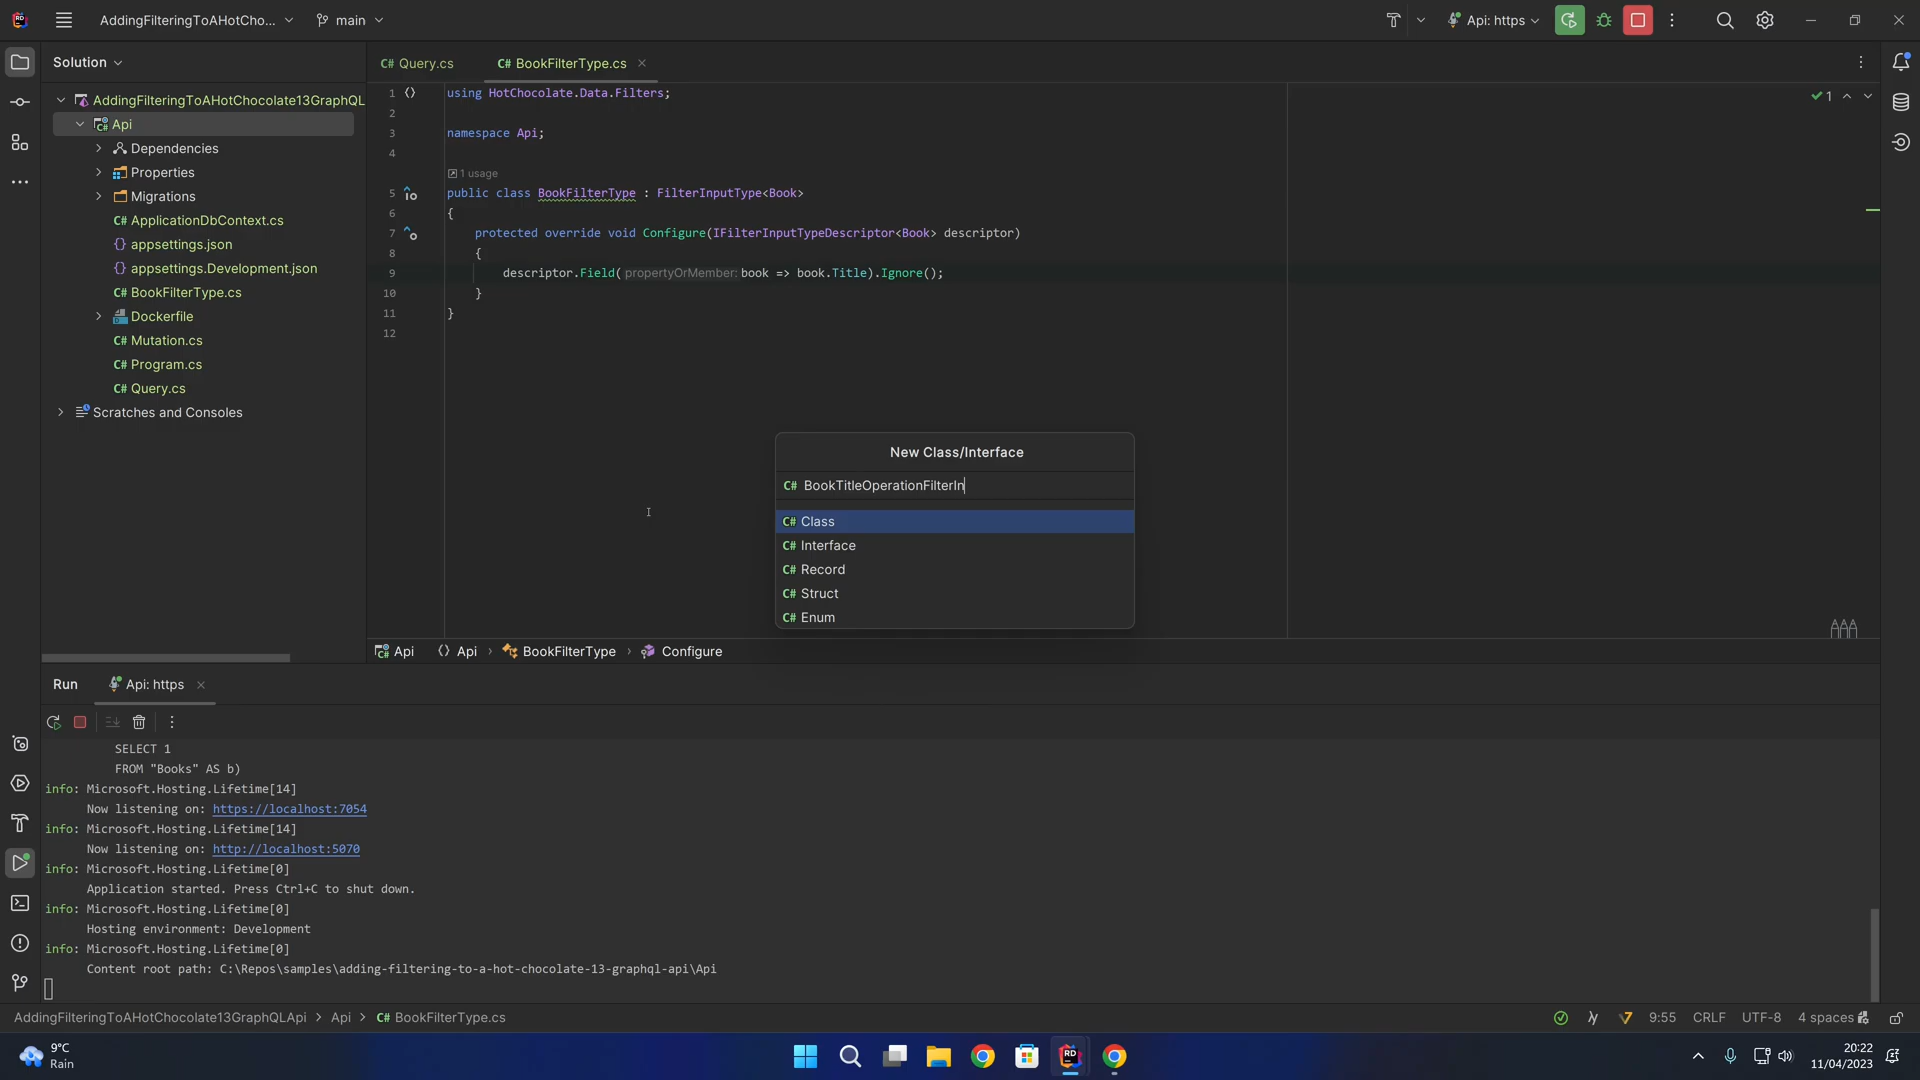 AddingFilteringToAHotCho...
main
Api: https
Solution
C# Query.cs
C# BookFilterType.cs
AddingFilteringToAHotChocolate13GraphQL
Api
Dependencies
Properties
Migrations
C# ApplicationDbContext.cs
{} appsettings.json
{} appsettings.Development.json
C# BookFilterType.cs
Dockerfile
C# Mutation.cs
C# Program.cs
C# Query.cs
Scratches and Consoles
1 using HotChocolate.Data.Filters;
2
3 namespace Api;
4
1 usage
5 public class BookFilterType : FilterInputType<Book>
6 {
7 protected override void Configure(IFilterInputTypeDescriptor<Book> descriptor)
8 {
9 descriptor.Field( propertyOrMember: book => book.Title).Ignore();
10 }
11 }
12
1
New Class/Interface
C# BookTitleOperationFilterIn
C# Class
C# Interface
C# Record
C# Struct
C# Enum
Api › {} Api › BookFilterType › Configure
Run
Api: https
SELECT 1
FROM "Books" AS b)
info: Microsoft.Hosting.Lifetime[14]
Now listening on: https://localhost:7054
info: Microsoft.Hosting.Lifetime[14]
Now listening on: http://localhost:5070
info: Microsoft.Hosting.Lifetime[0]
Application started. Press Ctrl+C to shut down.
info: Microsoft.Hosting.Lifetime[0]
Hosting environment: Development
info: Microsoft.Hosting.Lifetime[0]
Content root path: C:\Repos\samples\adding-filtering-to-a-hot-chocolate-13-graphql-api\Api
AddingFilteringToAHotChocolate13GraphQLApi > Api > C# BookFilterType.cs
9:55 CRLF UTF-8 4 spaces
9°C
Rain
20:22
11/04/2023